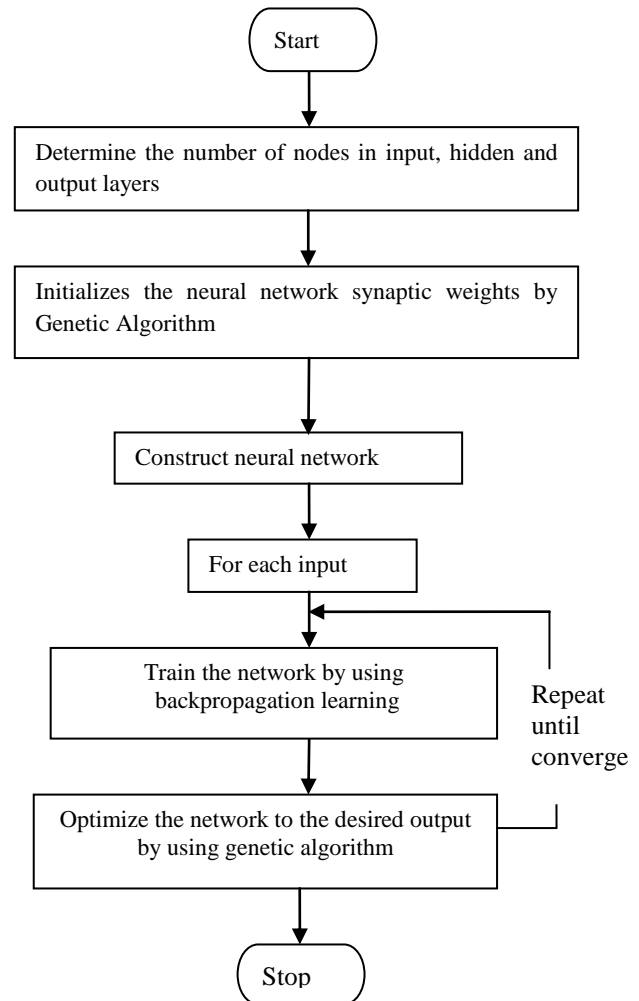 Start
Determine the number of nodes in input, hidden and
output layers
Initializes the neural network synaptic weights by
Genetic Algorithm
Construct neural network
For each input
Train the network by using
backpropagation learning
Repeat
until
converge
Optimize the network to the desired output
by using genetic algorithm
Stop